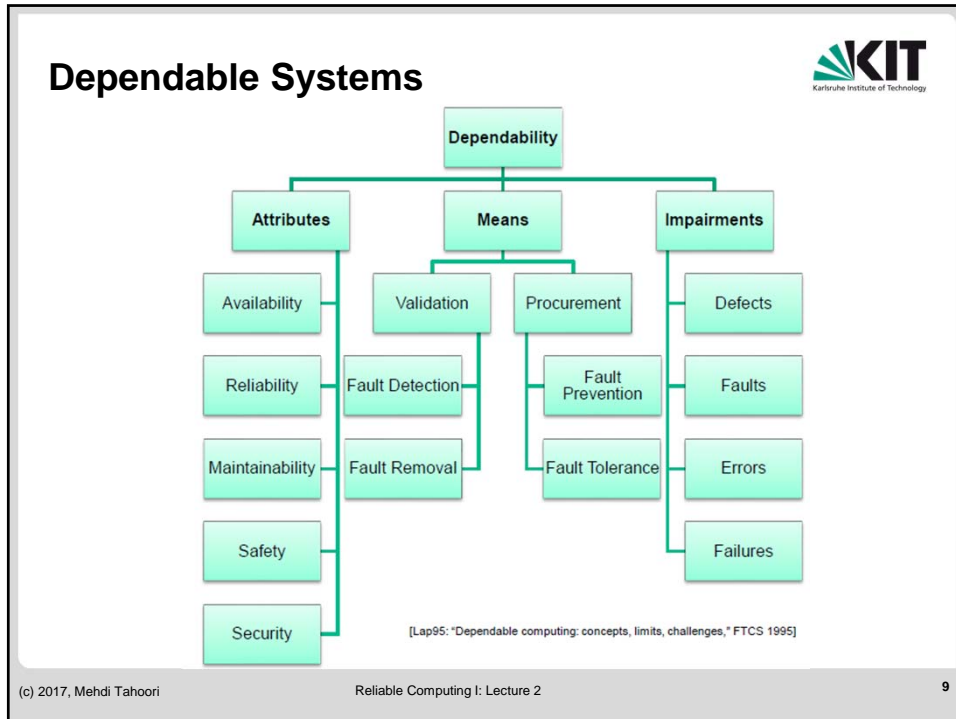 Dependable Systems
KIT
Karlsruhe Institute of Technology
Dependability
Attributes
Means
Impairments
Availability
Validation
Procurement
Defects
Reliability
Fault Detection
Fault
Prevention
Faults
Maintainability
Fault Removal
Fault Tolerance
Errors
Safety
Failures
Security
[Lap95: “Dependable computing: concepts, limits, challenges,” FTCS 1995]
(c) 2017, Mehdi Tahoori
Reliable Computing I: Lecture 2
9